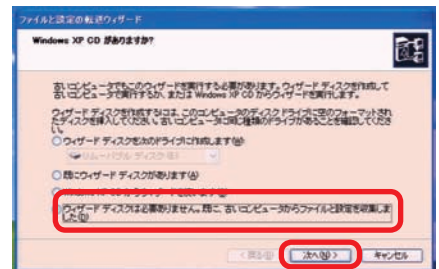 ファイルと設定の転送ウィザード
Windows XP CD がありますか?
古いコンピュータでもこのウィザードを実行する必要があります。ウィザード ディスクを作成して
古いコンピュータで実行するか、または Windows XP CD からウィザードを実行します。
ウィザード ディスクを作成するには、このコンピュータのディスク ドライブに空のフォーマットされ
たディスクを挿入してください。古いコンピュータに同じ種類のドライブがあることを確認してくださ
い。
ウィザード ディスクを次のドライブに作成します(W)
リムーバブル ディスク
既にウィザード ディスクがあります(A)
ウィザード ディスクは必要ありません。既に、古いコンピュータからファイルと設定を収集しま
した(D)
< 戻る(B)
次へ(N) >
キャンセル